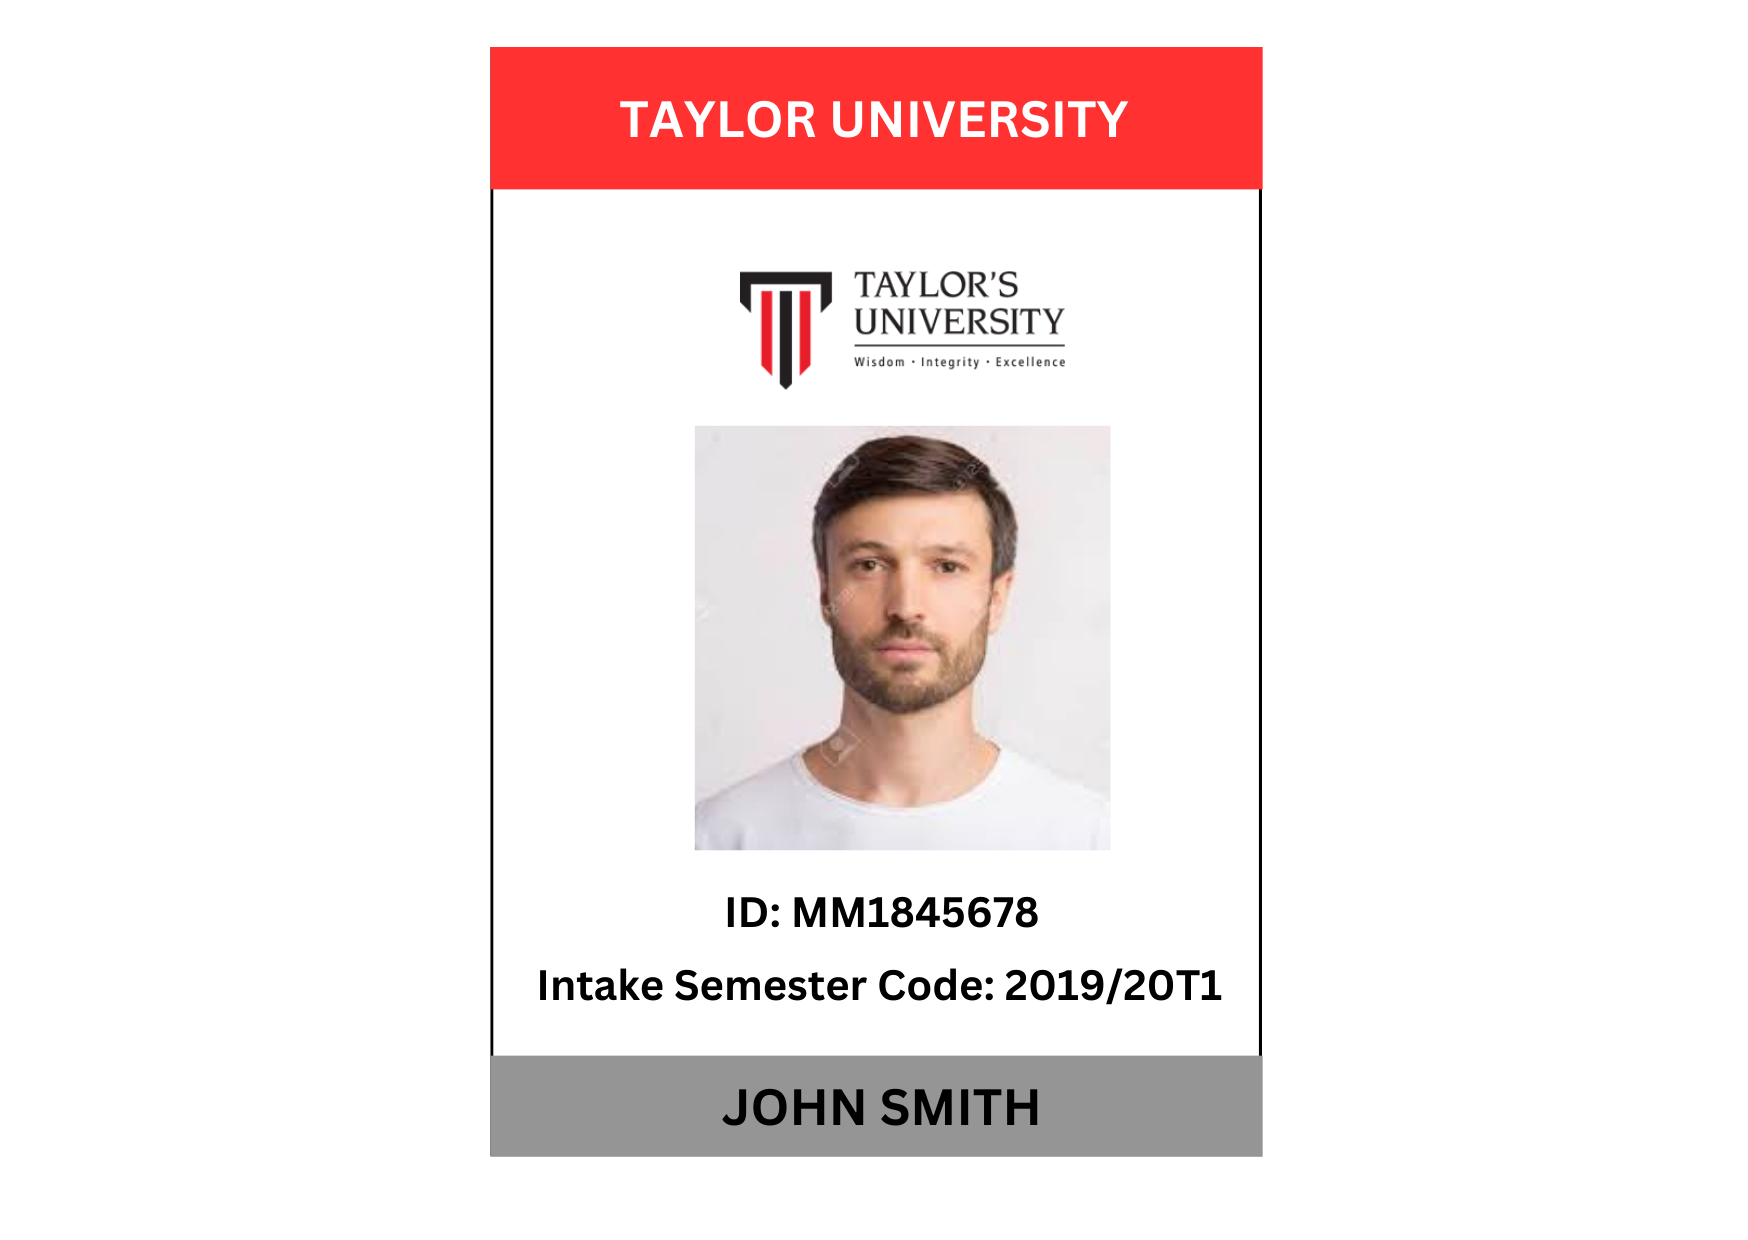 TAYLOR UNIVERSITY
TAYLOR'S
UNIVERSITY
Wisdom • Integrity • Excellence
ID: MM1845678
Intake Semester Code: 2019/20T1
JOHN SMITH